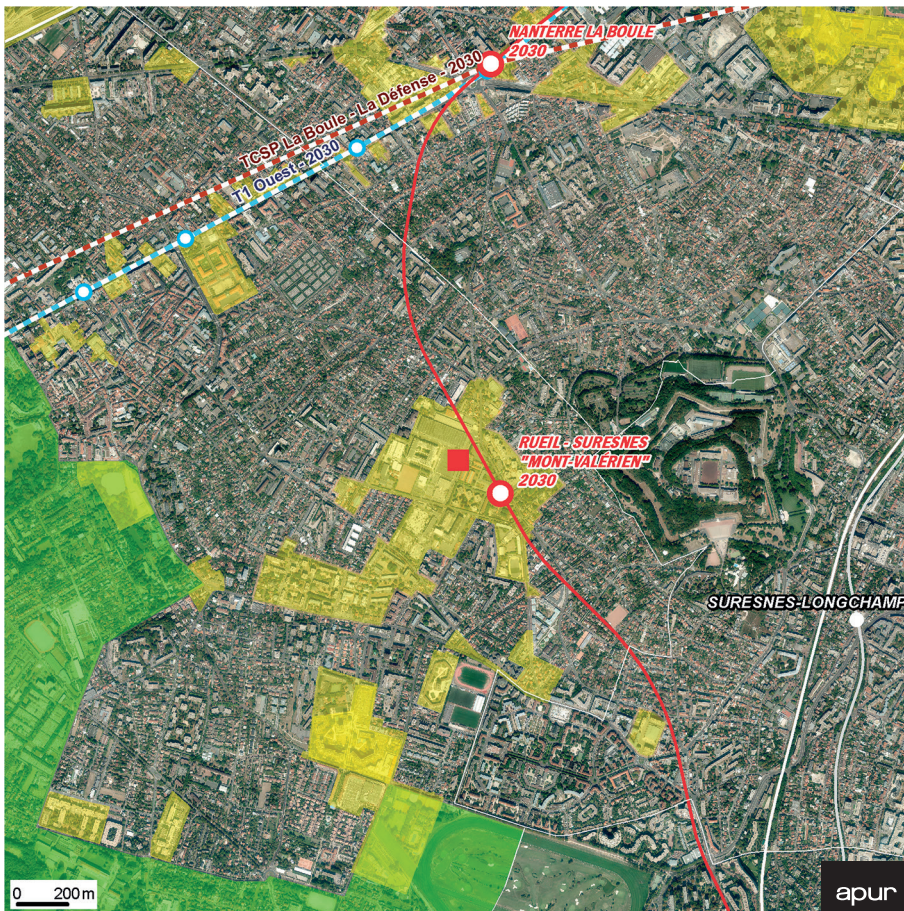 NANTERRE LA BOULE
2030
TCSP La Boule - La Défense - 2030
T1 Ouest - 2030
RUEIL - SURESNES
"MONT-VALÉRIEN"
2030
SURESNES-LONGCHAMP
0 200 m
apur